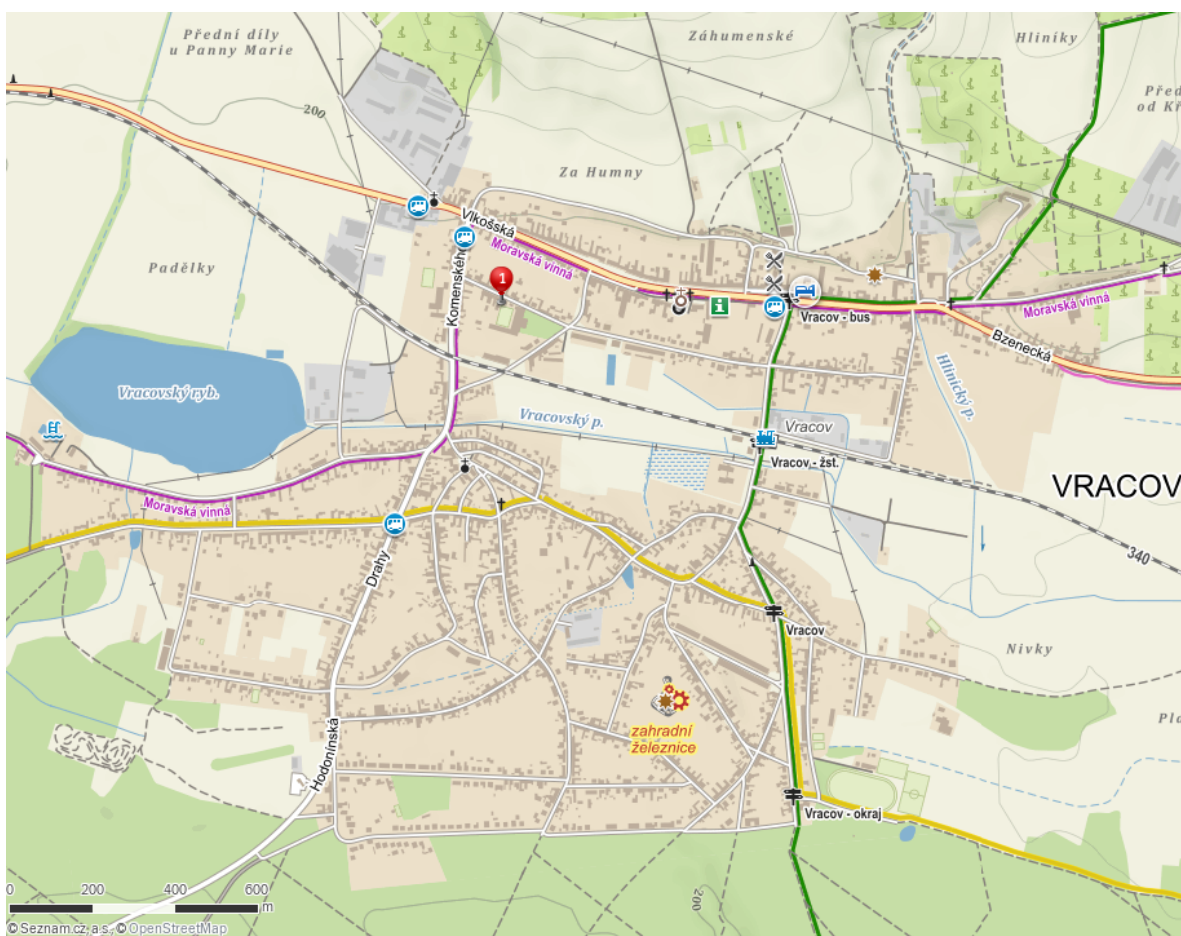 Přední díly
u Panny Marie
Záhumenské
Hliníky
Před
od Kř
200
Za Humny
Vlkošská
Moravská vinná
Komenského
Padělky
1
i
Vracov - bus
Moravská vinná
Bzenecká
Hlinický p.
Vracovský ryb.
Vracovský p.
Vracov
Vracov - žst.
VRACOV
Moravská vinná
340
Drahy
Vracov
Nivky
Hodonínská
zahradní
železnice
Pla
Vracov - okraj
200
0 200 400 600
m
© Seznam.cz, a.s., © OpenStreetMap